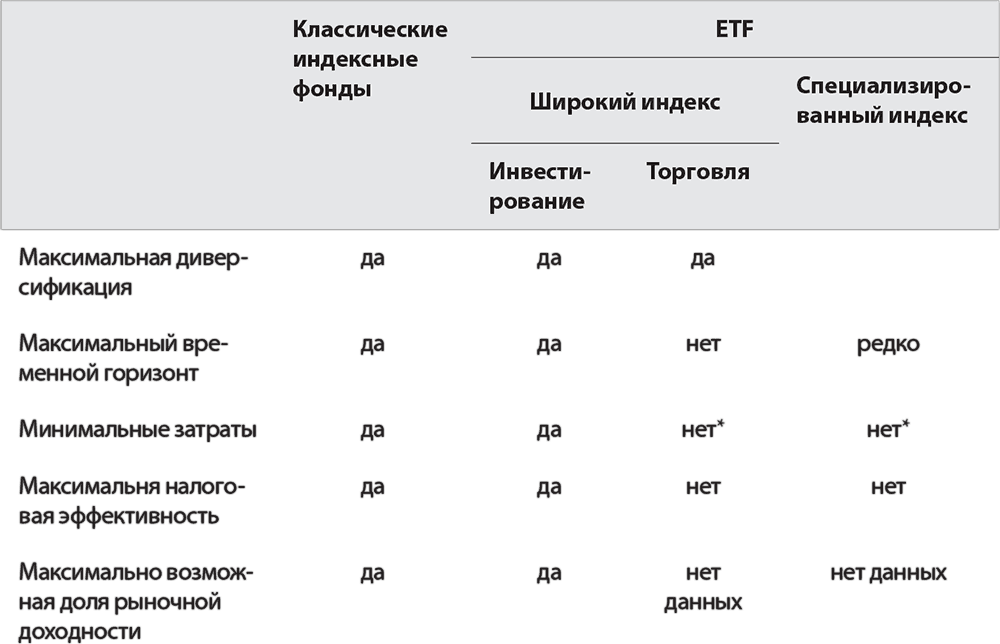 Классические ETF
индексные
фонды
Широкий индекс Специализиро-
ванный индекс
Инвести- Торговля
рование
Максимальная дивер- да да да
сификация
Максимальный вре- да да нет редко
менной горизонт
Минимальные затраты да да нет* нет*
Максимальня налого- да да нет нет
вая эффективность
Максимально возмож- да да нет нет данных
ная доля рыночной данных
доходности